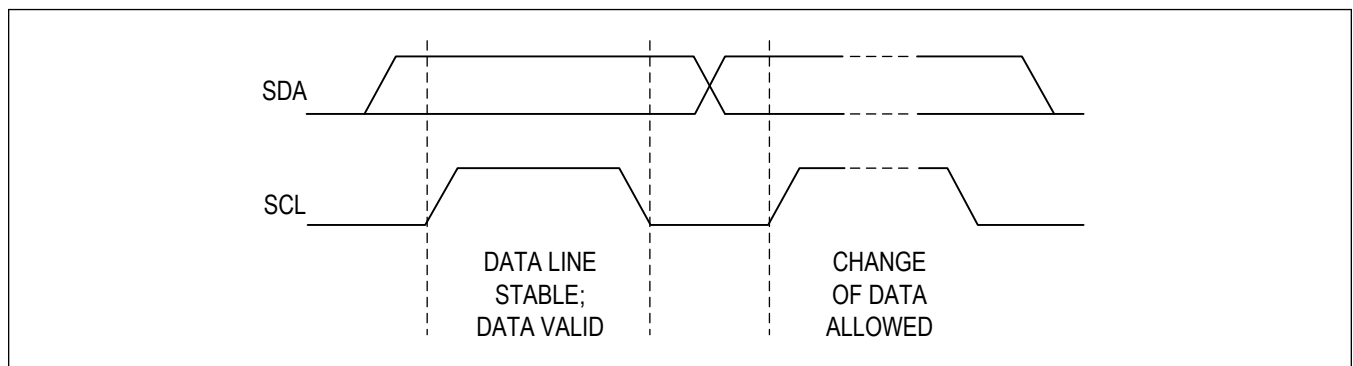 SDA
SCL
DATA LINE
STABLE;
DATA VALID
CHANGE
OF DATA
ALLOWED